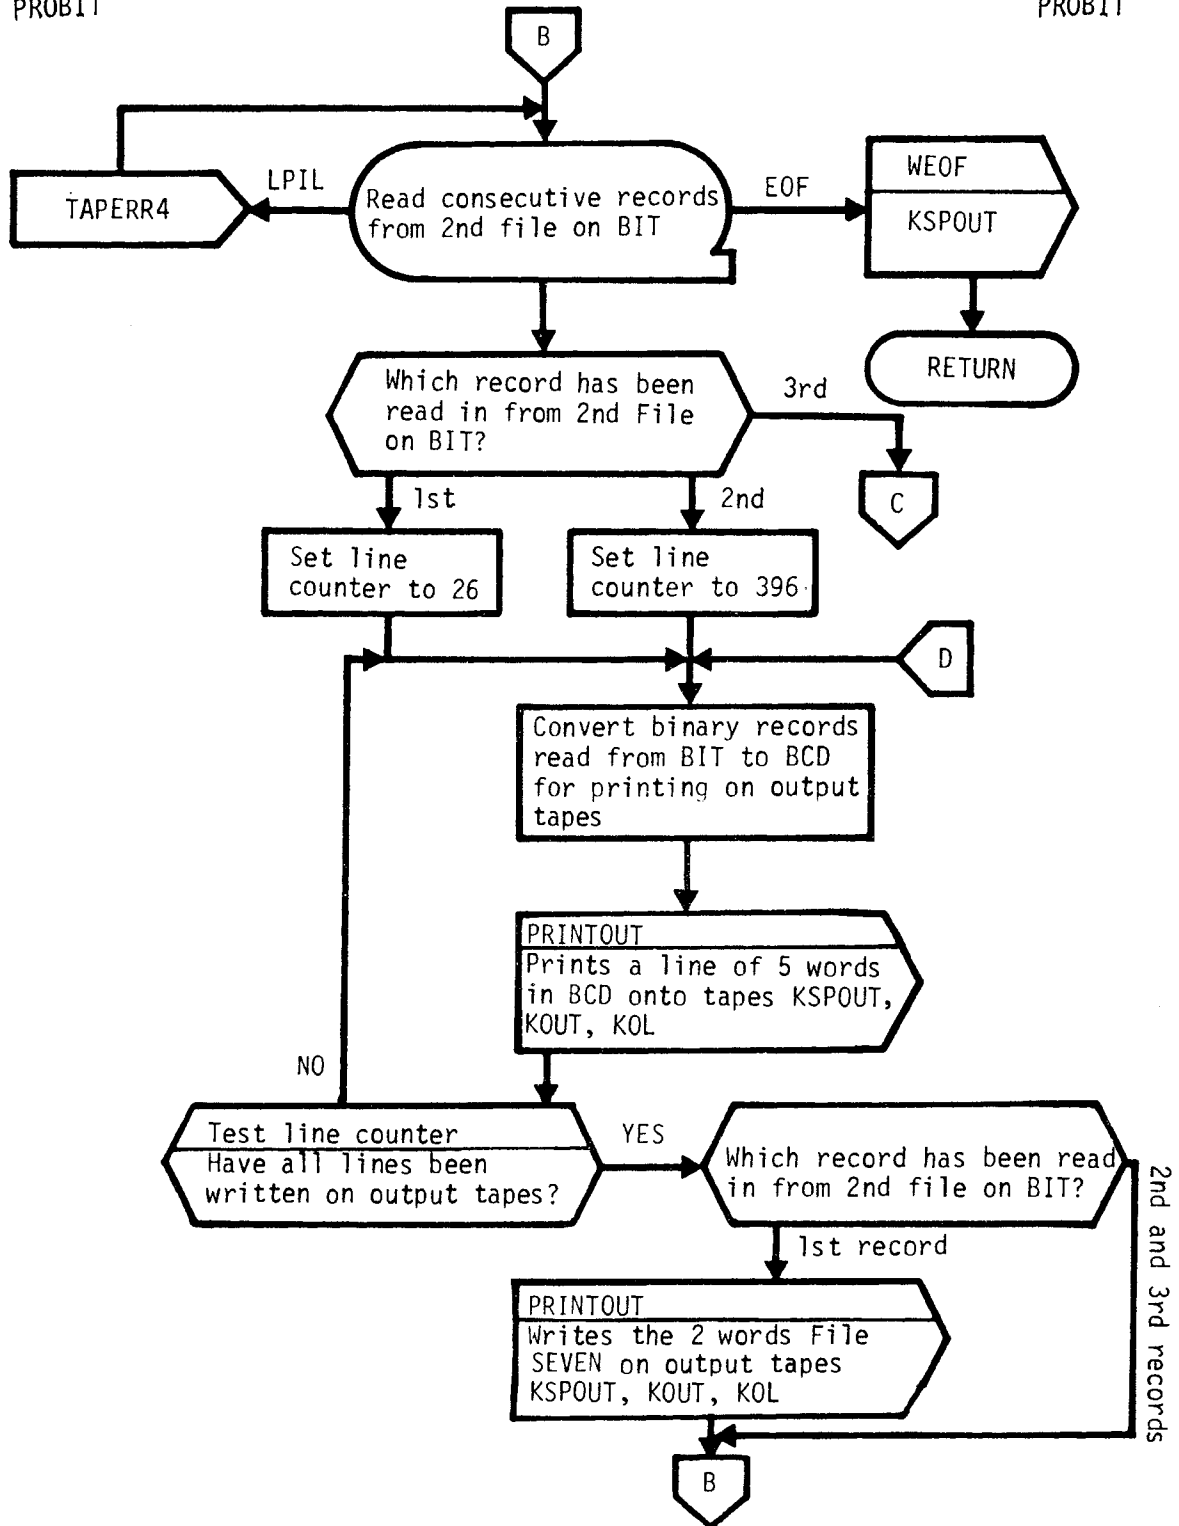 PROBIT
PROBIT
B
LPIL
TAPERR4
Read consecutive records
from 2nd file on BIT
EOF
WEOF
KSPOUT
RETURN
Which record has been
read in from 2nd File
on BIT?
3rd
C
1st
2nd
Set line
counter to 26
Set line
counter to 396
D
Convert binary records
read from BIT to BCD
for printing on output
tapes
PRINTOUT
Prints a line of 5 words
in BCD onto tapes KSPOUT,
KOUT, KOL
NO
Test line counter
Have all lines been
written on output tapes?
YES
Which record has been read
in from 2nd file on BIT?
2nd and 3rd records
1st record
PRINTOUT
Writes the 2 words File
SEVEN on output tapes
KSPOUT, KOUT, KOL
B